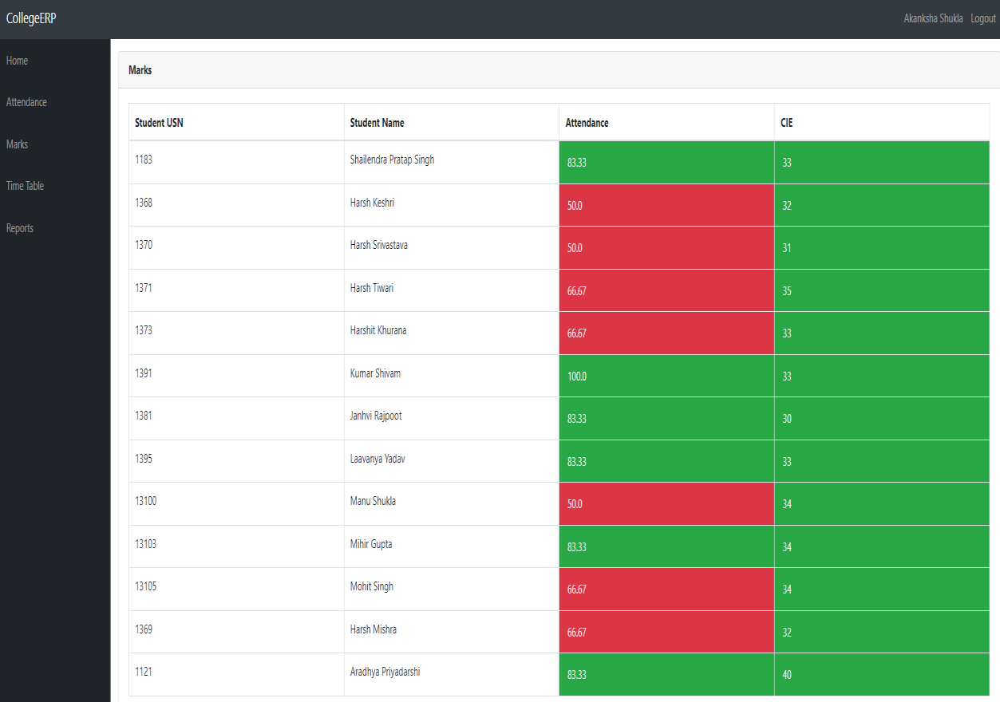 CollegeERP Akanksha Shukla Logout
Home
Attendance
Marks
Time Table
Reports
Marks
Student USN Student Name Attendance CIE
1183 Shailendra Pratap Singh 83.33 33
1368 Harsh Keshri 50.0 32
1370 Harsh Srivastava 50.0 31
1371 Harsh Tiwari 66.67 35
1373 Harshit Khurana 66.67 33
1391 Kumar Shivam 100.0 33
1381 Janhvi Rajpoot 83.33 30
1395 Laavanya Yadav 83.33 33
13100 Manu Shukla 50.0 34
13103 Mihir Gupta 83.33 34
13105 Mohit Singh 66.67 34
1369 Harsh Mishra 66.67 32
1121 Aradhya Priyadarshi 83.33 40